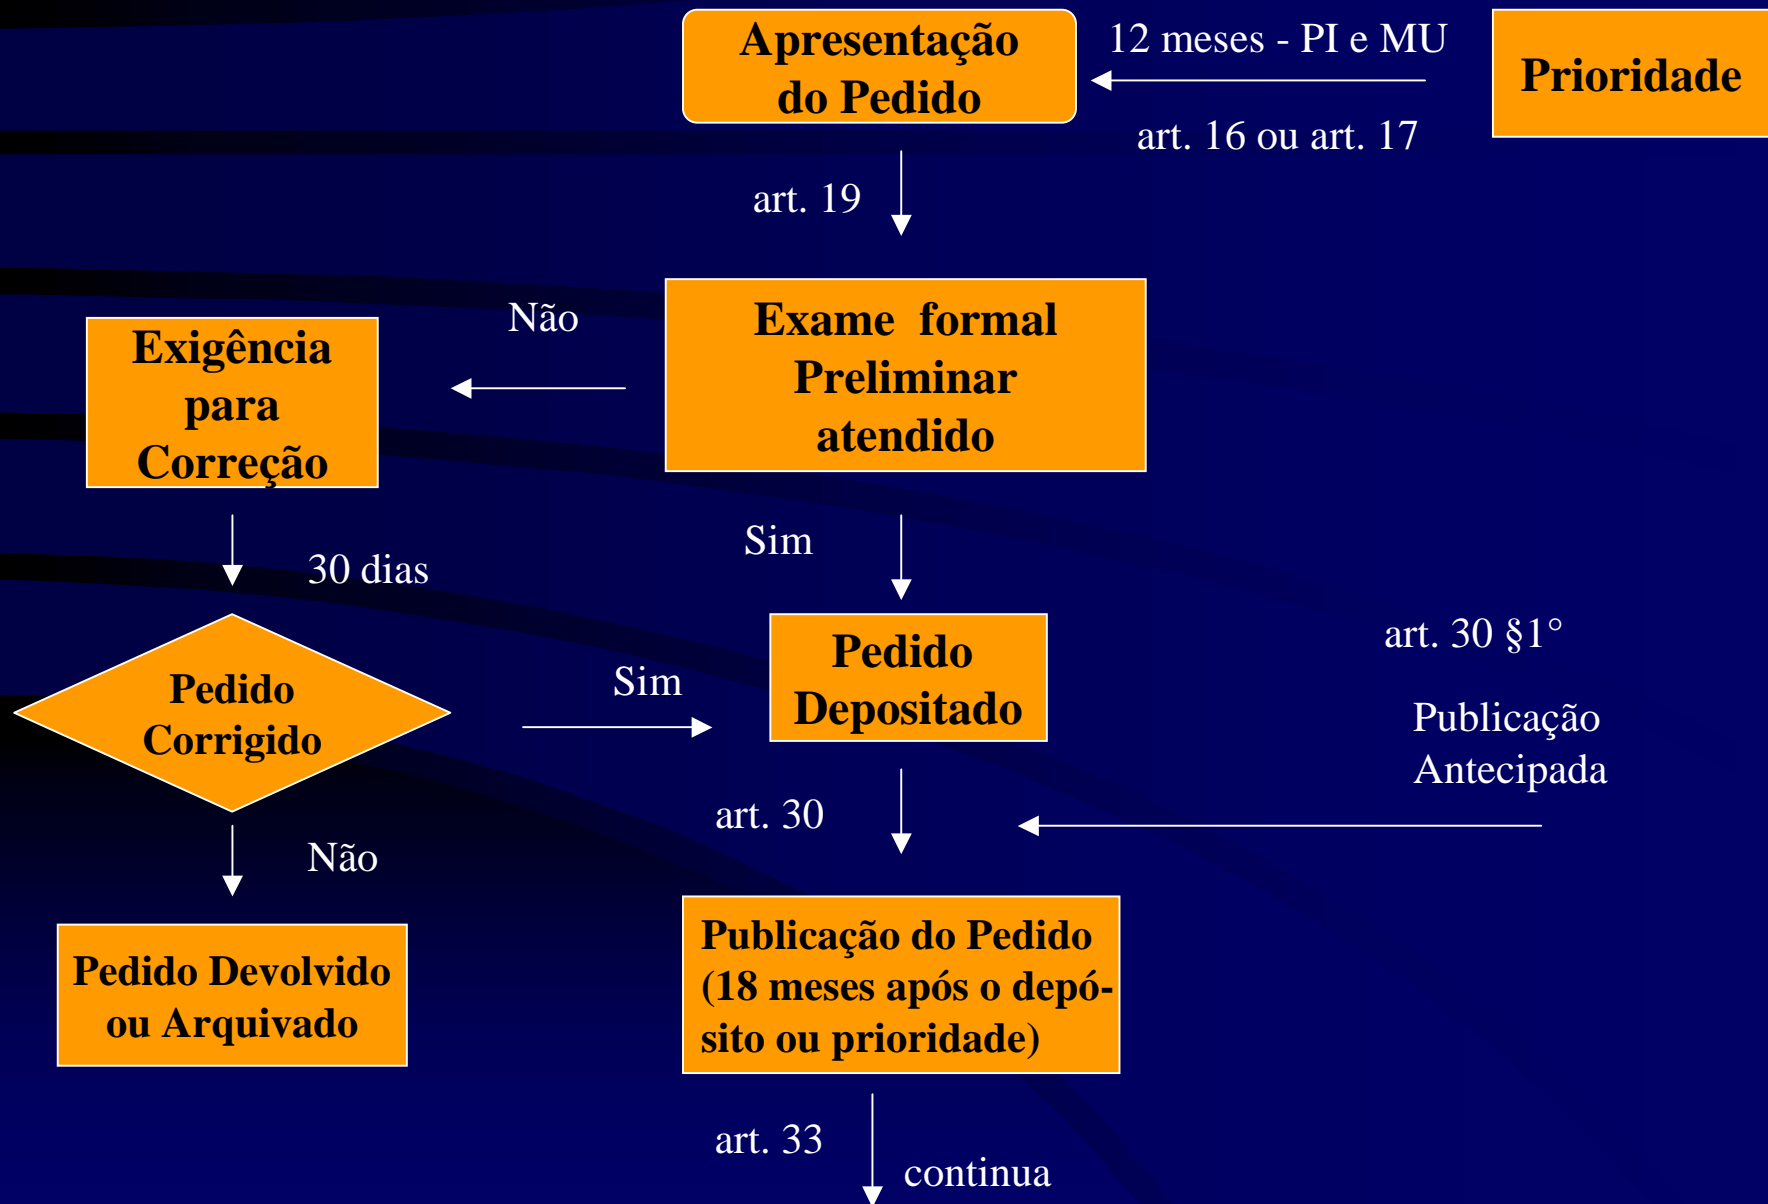 Apresentação
do Pedido
12 meses - PI e MU
art. 16 ou art. 17
Prioridade
art. 19
Exame formal
Preliminar
atendido
Não
Exigência
para
Correção
30 dias
Sim
Pedido
Corrigido
Sim
Pedido
Depositado
art. 30 §1°
Publicação
Antecipada
art. 30
Não
Pedido Devolvido
ou Arquivado
Publicação do Pedido
(18 meses após o depó-
sito ou prioridade)
art. 33
continua